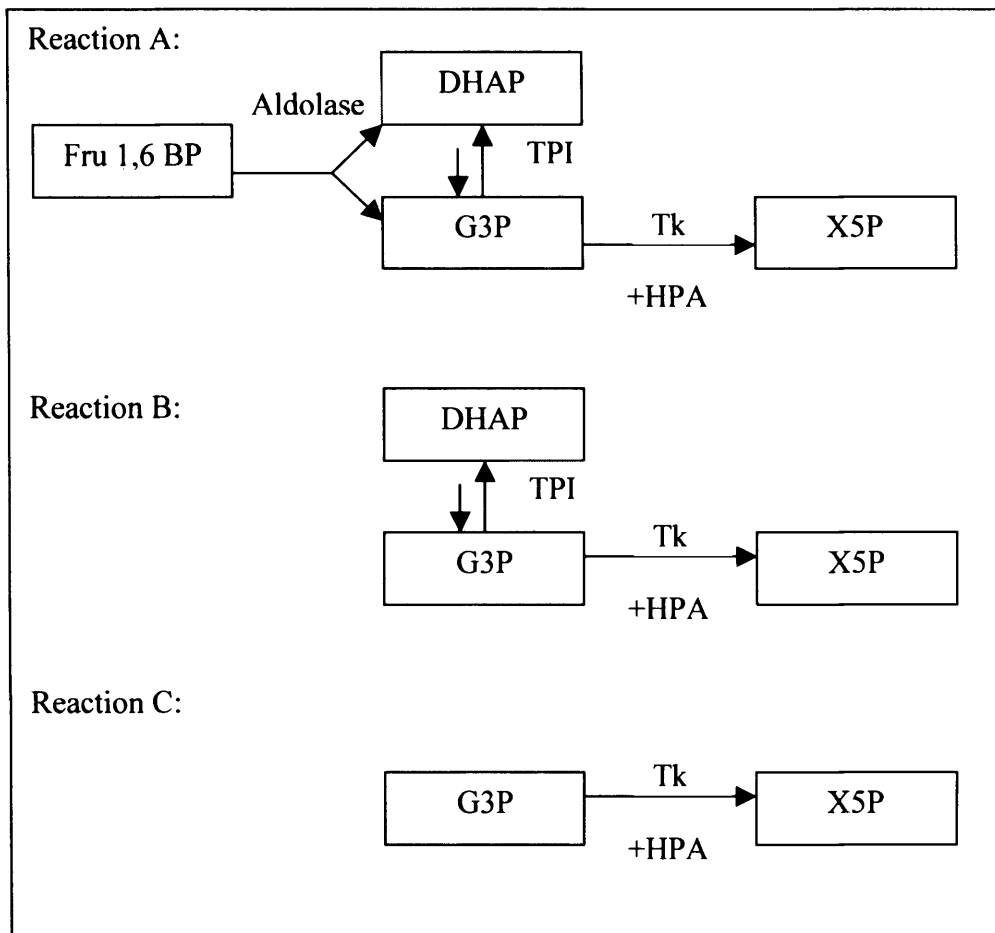 Reaction A:
DHAP
Aldolase
Fru 1,6 BP
TPI
G3P
Tk
X5P
+HPA
Reaction B:
DHAP
TPI
G3P
Tk
X5P
+HPA
Reaction C:
G3P
Tk
X5P
+HPA